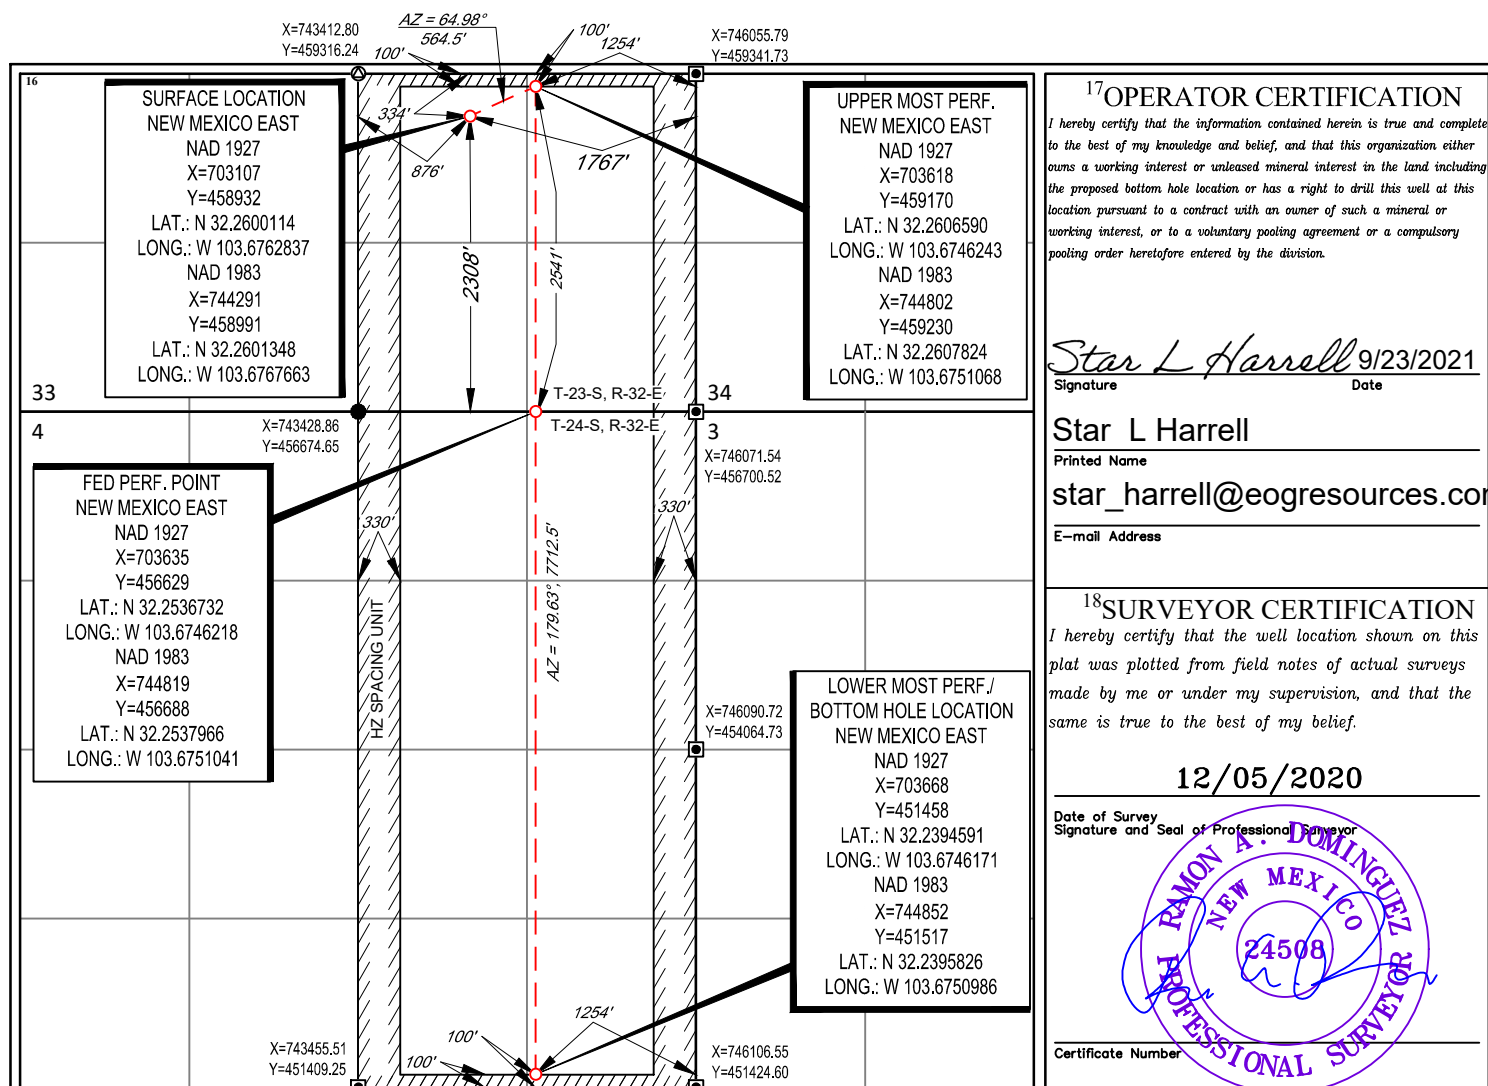 X=743412.80
Y=459316.24
AZ = 64.98°
564.5'
100'
100'
1254'
X=746055.79
Y=459341.73
16
SURFACE LOCATION
NEW MEXICO EAST
NAD 1927
X=703107
Y=458932
LAT.: N 32.2600114
LONG.: W 103.6762837
NAD 1983
X=744291
Y=458991
LAT.: N 32.2601348
LONG.: W 103.6767663
334'
876'
1767'
2308'
2541'
UPPER MOST PERF.
NEW MEXICO EAST
NAD 1927
X=703618
Y=459170
LAT.: N 32.2606590
LONG.: W 103.6746243
NAD 1983
X=744802
Y=459230
LAT.: N 32.2607824
LONG.: W 103.6751068
33
34
T-23-S, R-32-E
T-24-S, R-32-E
4
3
X=743428.86
Y=456674.65
X=746071.54
Y=456700.52
FED PERF. POINT
NEW MEXICO EAST
NAD 1927
X=703635
Y=456629
LAT.: N 32.2536732
LONG.: W 103.6746218
NAD 1983
X=744819
Y=456688
LAT.: N 32.2537966
LONG.: W 103.6751041
330'
330'
HZ SPACING UNIT
AZ = 179.63°, 7712.5'
X=746090.72
Y=454064.73
LOWER MOST PERF./
BOTTOM HOLE LOCATION
NEW MEXICO EAST
NAD 1927
X=703668
Y=451458
LAT.: N 32.2394591
LONG.: W 103.6746171
NAD 1983
X=744852
Y=451517
LAT.: N 32.2395826
LONG.: W 103.6750986
X=743455.51
Y=451409.25
100'
100'
1254'
X=746106.55
Y=451424.60
17 OPERATOR CERTIFICATION
I hereby certify that the information contained herein is true and complete
to the best of my knowledge and belief, and that this organization either
owns a working interest or unleased mineral interest in the land including
the proposed bottom hole location or has a right to drill this well at this
location pursuant to a contract with an owner of such a mineral or
working interest, or to a voluntary pooling agreement or a compulsory
pooling order heretofore entered by the division.
Star L Harrell 9/23/2021
Signature Date
Star L Harrell
Printed Name
star_harrell@eogresources.com
E-mail Address
18 SURVEYOR CERTIFICATION
I hereby certify that the well location shown on this
plat was plotted from field notes of actual surveys
made by me or under my supervision, and that the
same is true to the best of my belief.
12/05/2020
Date of Survey
Signature and Seal of Professional Surveyor
RAMON A. DOMINGUEZ
NEW MEXICO
24508
PROFESSIONAL SURVEYOR
Certificate Number